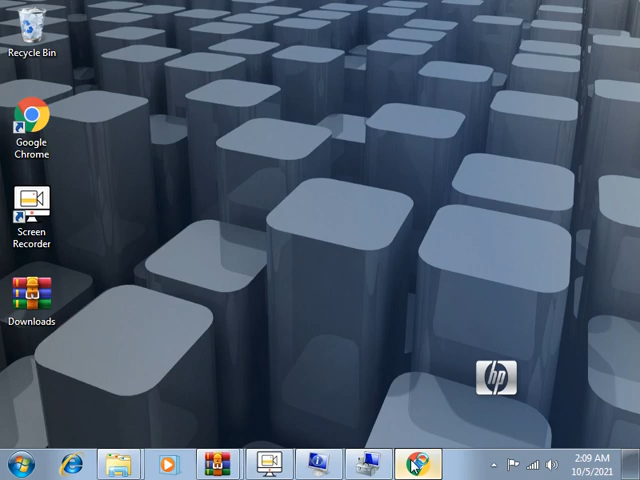 Recycle Bin
Google
Chrome
Screen
Recorder
Downloads
hp
2:09 AM
10/5/2021